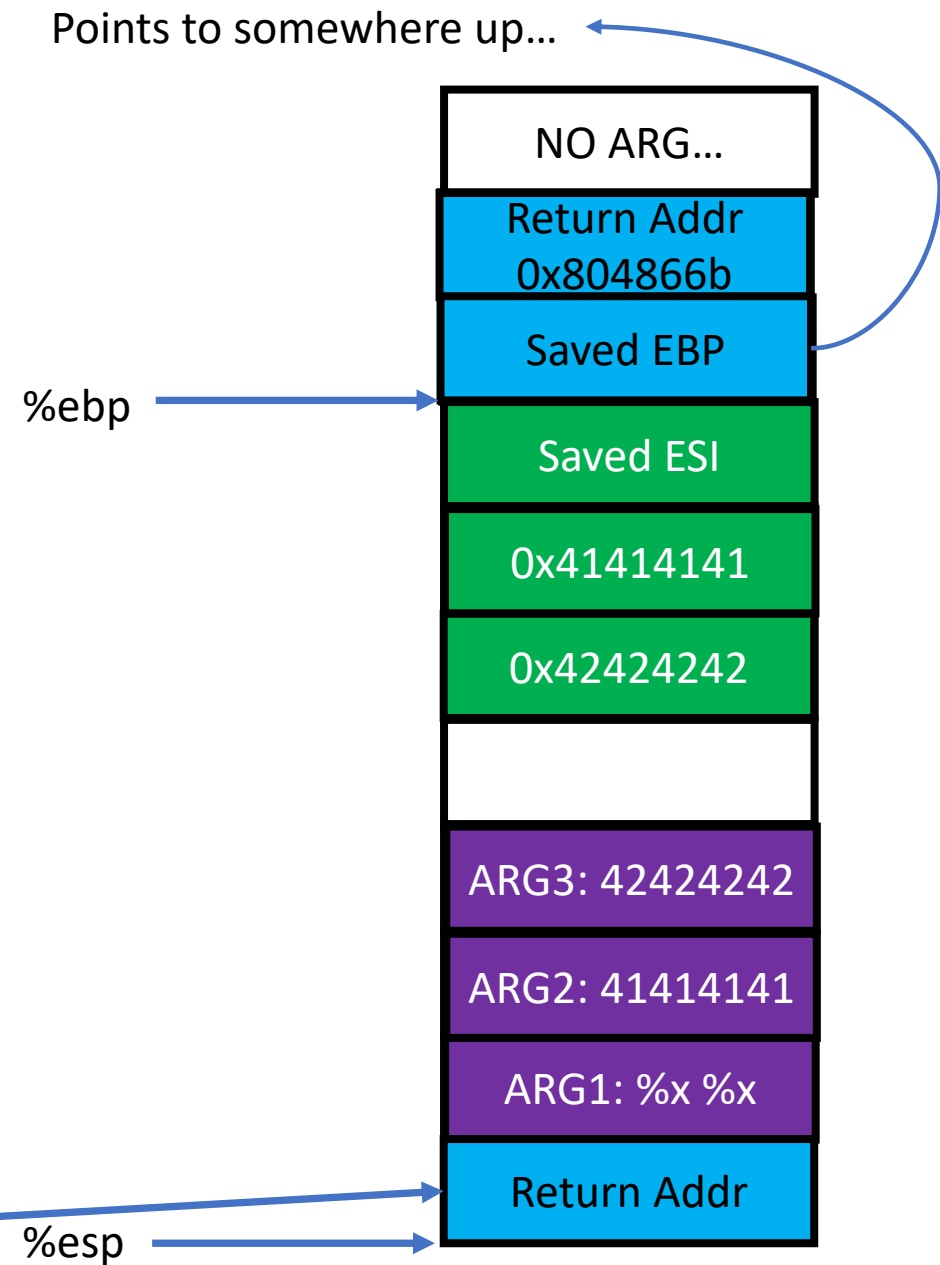 Points to somewhere up…
NO ARG…
Return Addr
0x804866b
Saved EBP
%ebp
Saved ESI
0x41414141
0x42424242
ARG3: 42424242
ARG2: 41414141
ARG1: %x %x
Return Addr
%esp